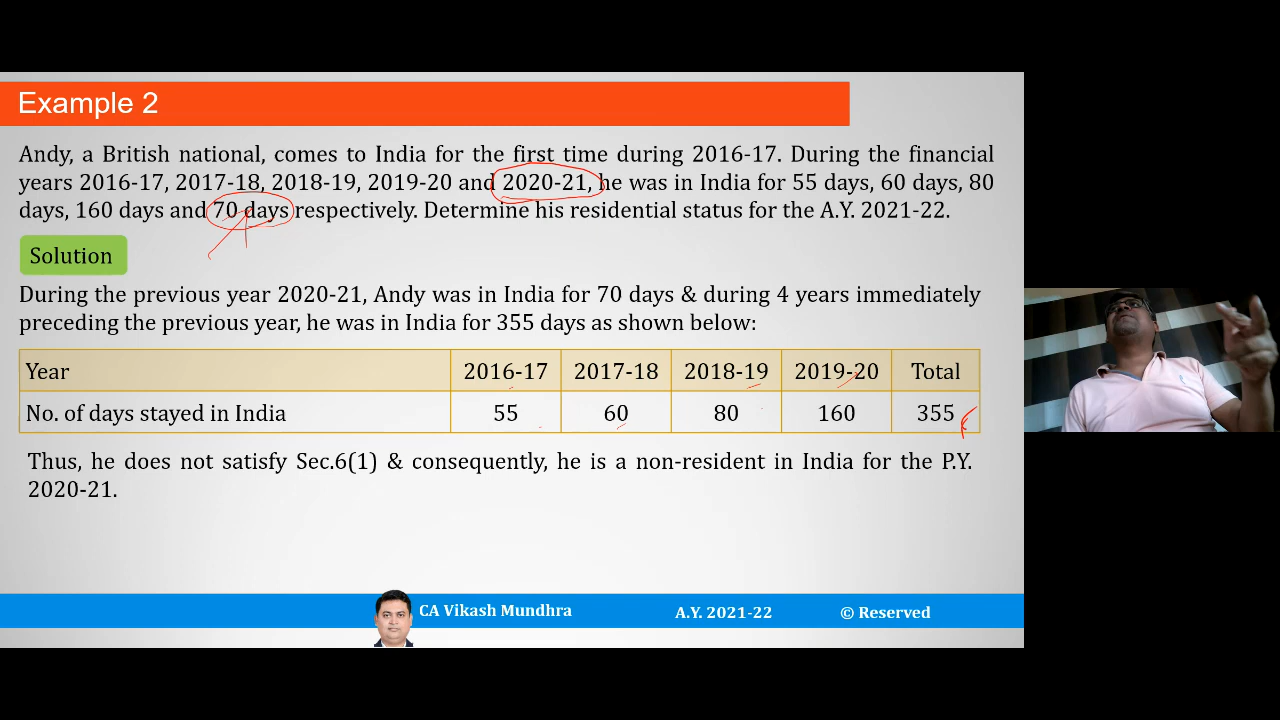 Example 2
Andy, a British national, comes to India for the first time during 2016-17. During the financial
years 2016-17, 2017-18, 2018-19, 2019-20 and 2020-21, he was in India for 55 days, 60 days, 80
days, 160 days and 70 days respectively. Determine his residential status for the A.Y. 2021-22.
Solution
During the previous year 2020-21, Andy was in India for 70 days & during 4 years immediately
preceding the previous year, he was in India for 355 days as shown below:
Year 2016-17 2017-18 2018-19 2019-20 Total
No. of days stayed in India 55 60 80 160 355
Thus, he does not satisfy Sec.6(1) & consequently, he is a non-resident in India for the P.Y.
2020-21.
CA Vikash Mundhra A.Y. 2021-22 © Reserved